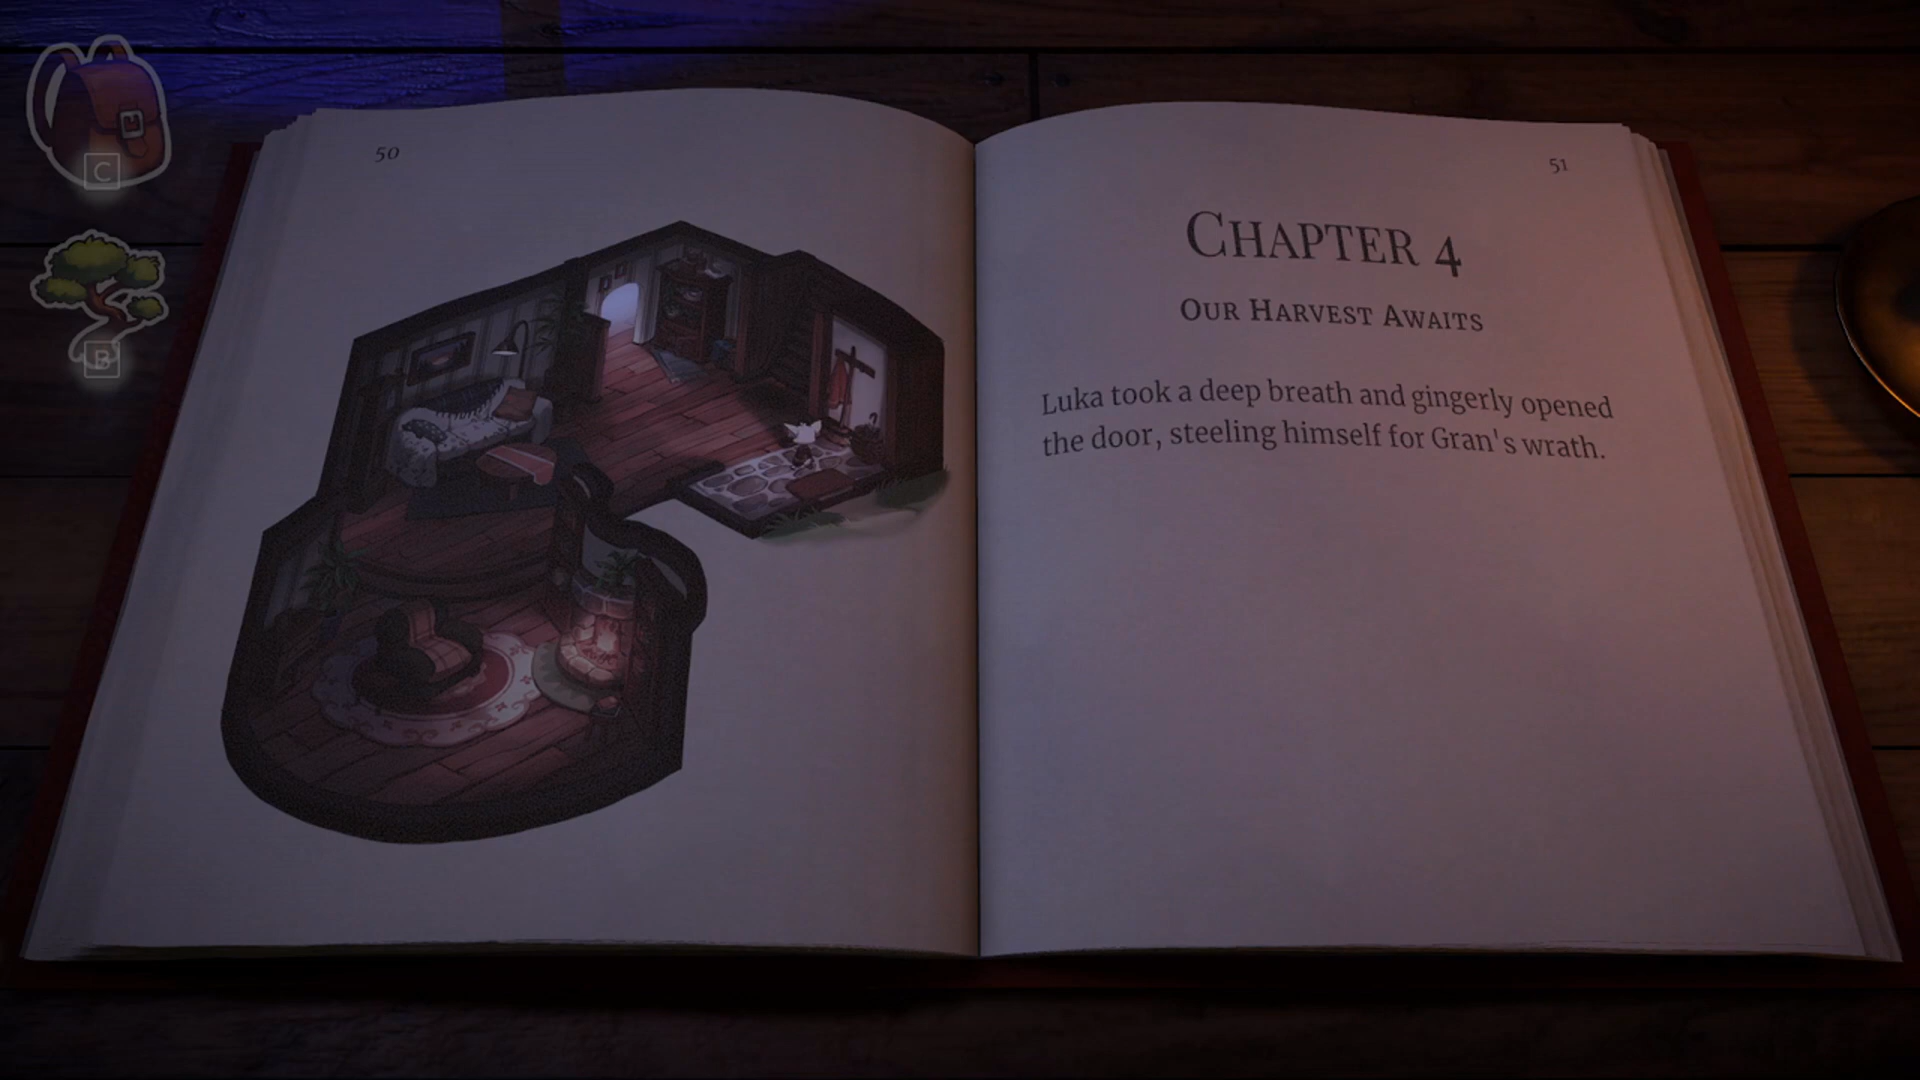 C
B
50
51
Chapter 4
Our Harvest Awaits
Luka took a deep breath and gingerly opened
the door, steeling himself for Gran's wrath.